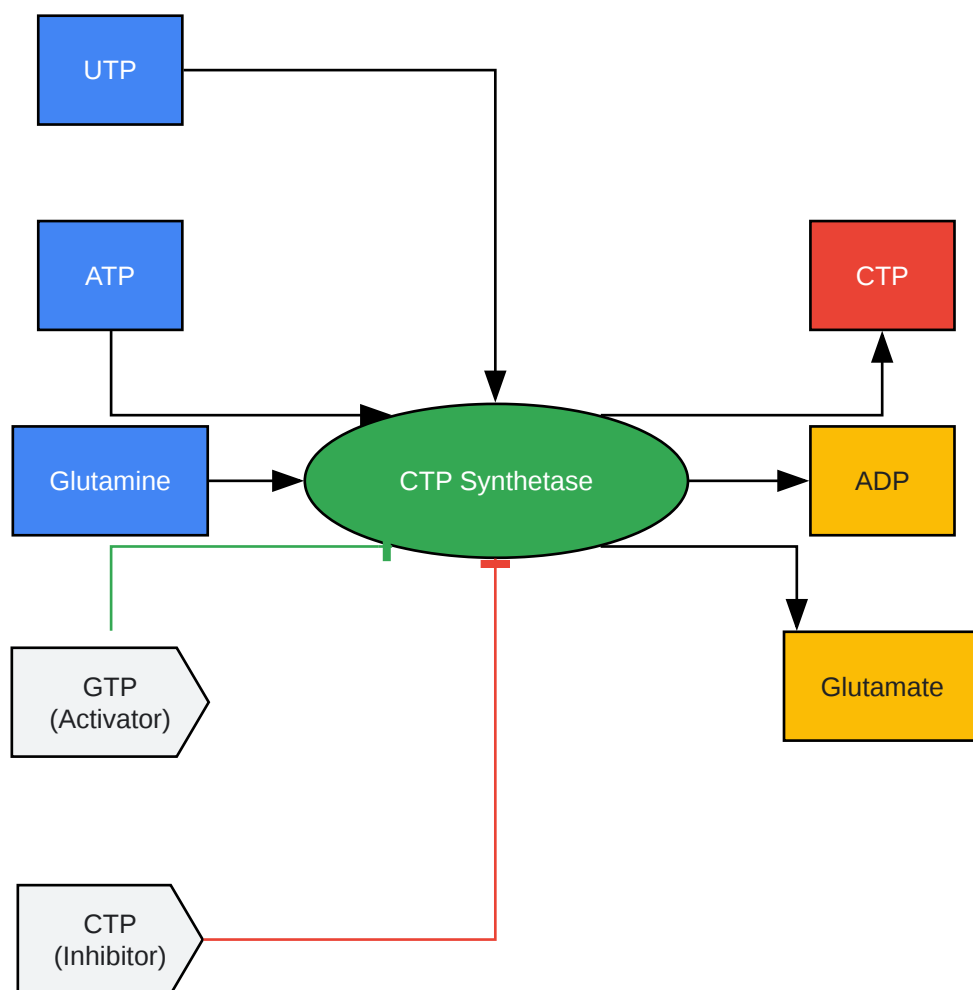 UTP
ATP
CTP
Glutamine
CTP Synthetase
ADP
GTP
(Activator)
Glutamate
CTP
(Inhibitor)